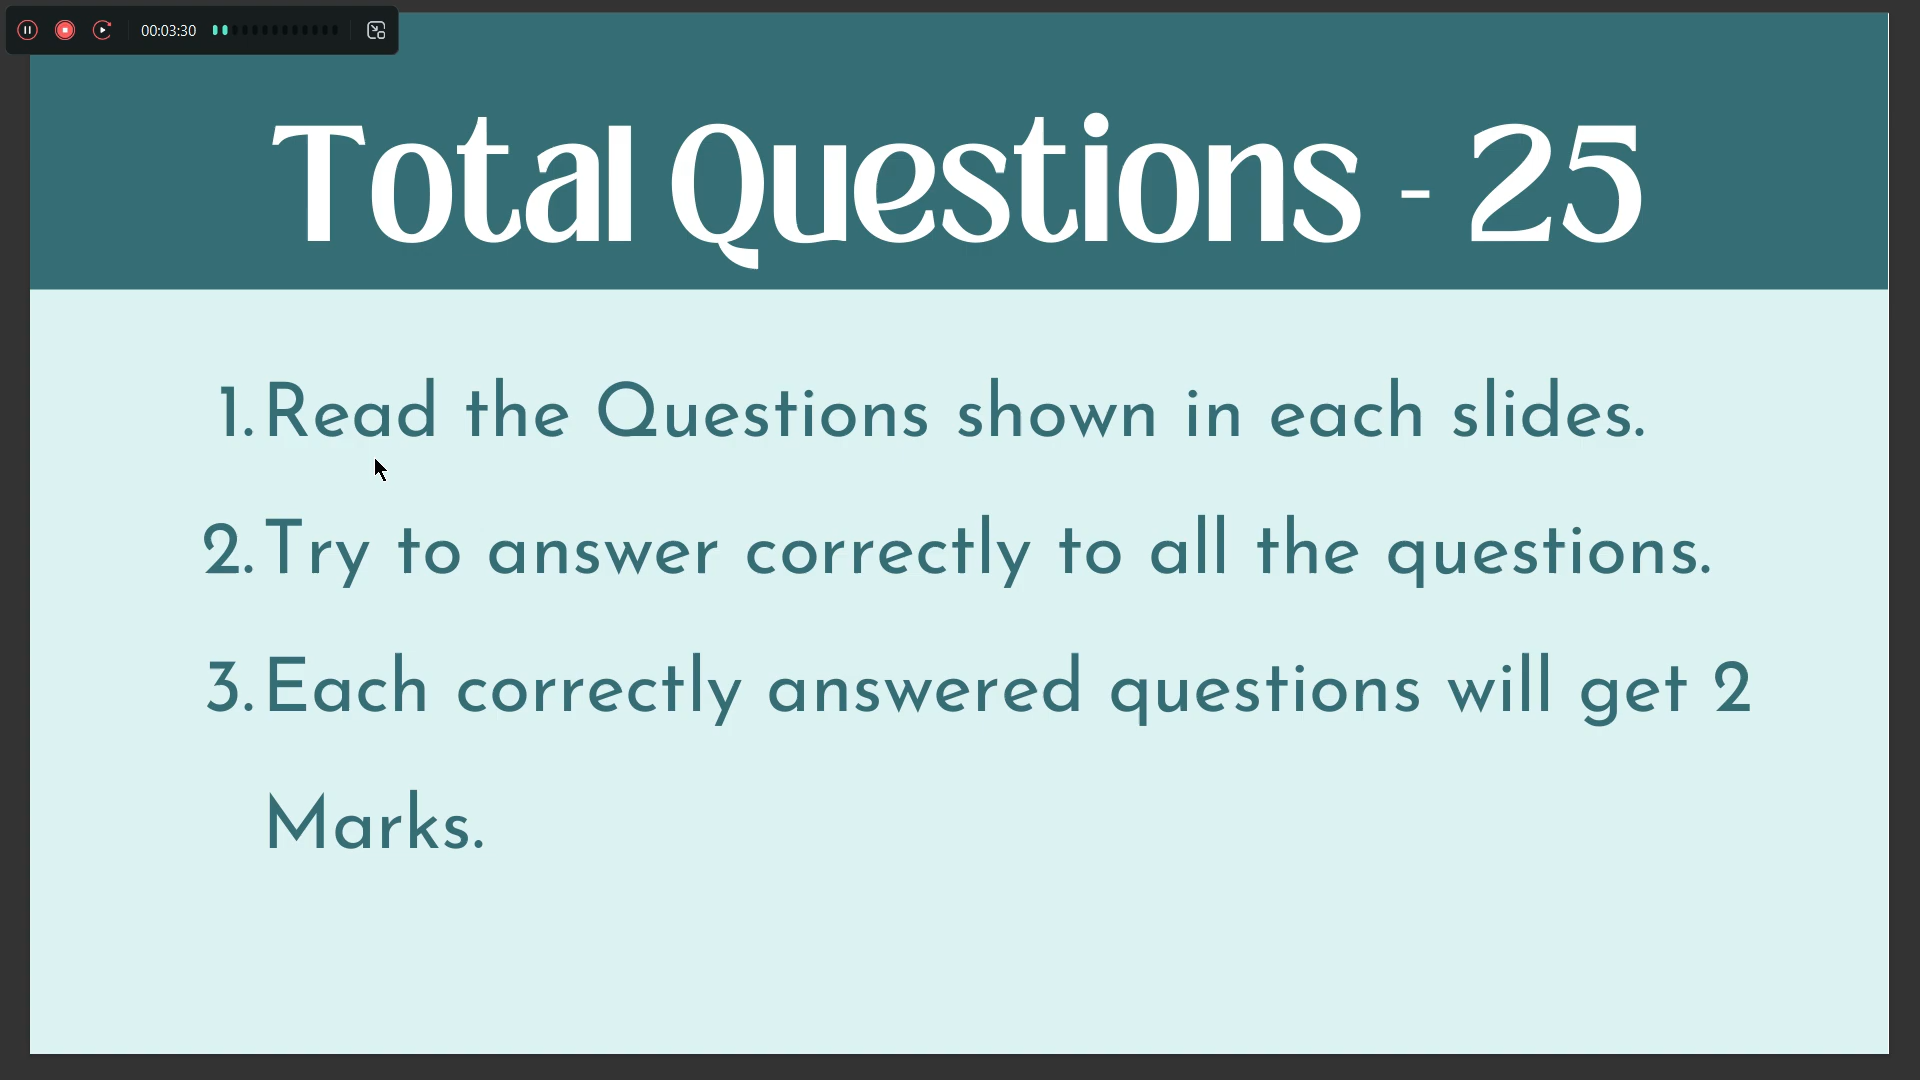 00:03:30
Total Questions - 25
1. Read the Questions shown in each slides.
2. Try to answer correctly to all the questions.
3. Each correctly answered questions will get 2
Marks.